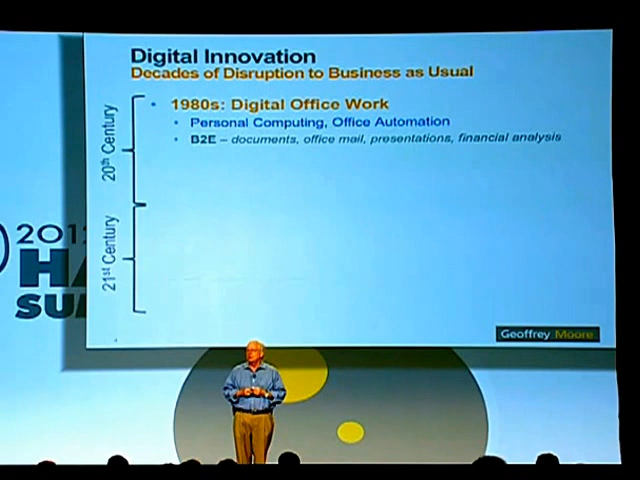 Digital Innovation
Decades of Disruption to Business as Usual
20th Century
• 1980s: Digital Office Work
• Personal Computing, Office Automation
• B2E – documents, office mail, presentations, financial analysis
21st Century
Geoffrey Moore